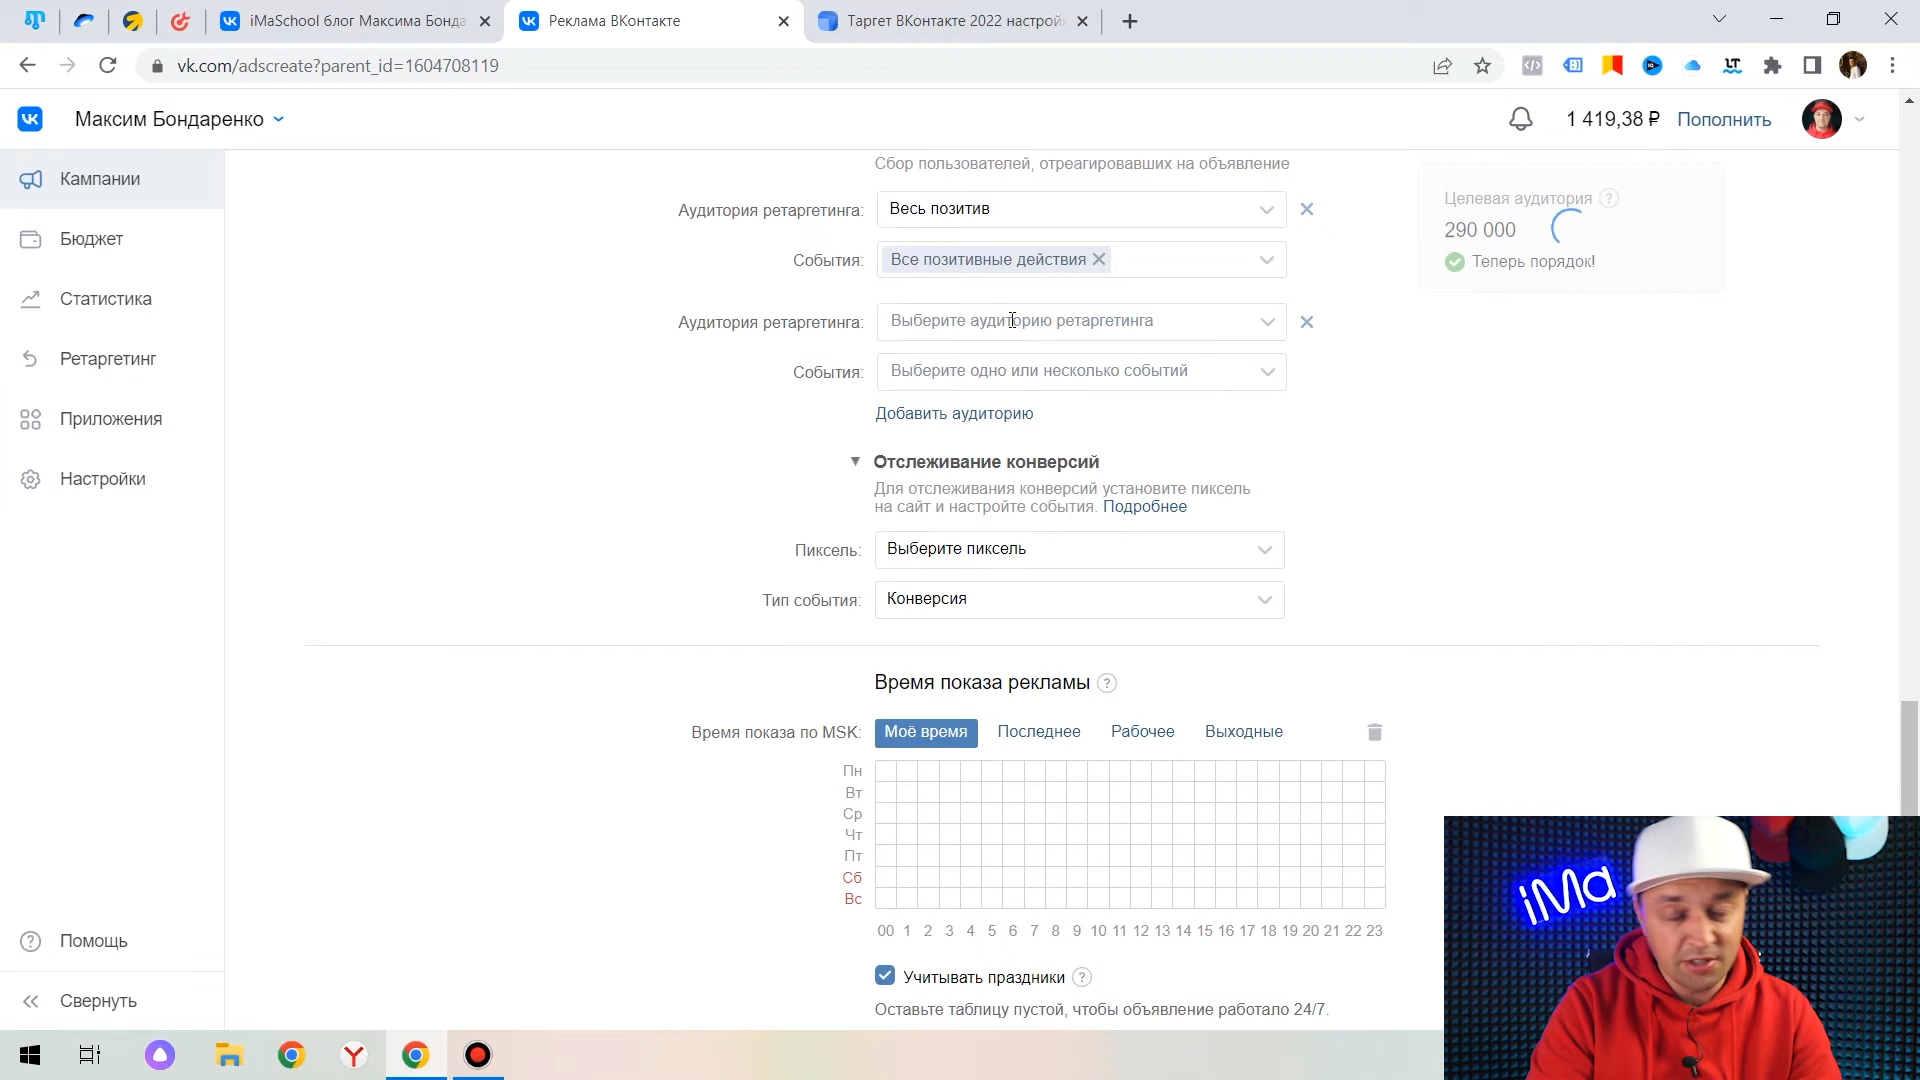 iMaSchool блог Максима Бонда
Реклама ВКонтакте
Таргет ВКонтакте 2022 настрой
vk.com/adscreate?parent_id=1604708119
Максим Бондаренко
1 419,38 ₽ Пополнить
Кампании
Бюджет
Статистика
Ретаргетинг
Приложения
Настройки
Помощь
Свернуть
Сбор пользователей, отреагировавших на объявление
Аудитория ретаргетинга: Весь позитив
События: Все позитивные действия
Аудитория ретаргетинга: Выберите аудиторию ретаргетинга
События: Выберите одно или несколько событий
Добавить аудиторию
Отслеживание конверсий
Для отслеживания конверсий установите пиксель
на сайт и настройте события. Подробнее
Пиксель: Выберите пиксель
Тип события: Конверсия
Целевая аудитория ?
290 000
Теперь порядок!
Время показа рекламы ?
Время показа по MSK: Моё время Последнее Рабочее Выходные
Пн
Вт
Ср
Чт
Пт
Сб
Вс
00 1 2 3 4 5 6 7 8 9 10 11 12 13 14 15 16 17 18 19 20 21 22 23
Учитывать праздники ?
Оставьте таблицу пустой, чтобы объявление работало 24/7.
iMa